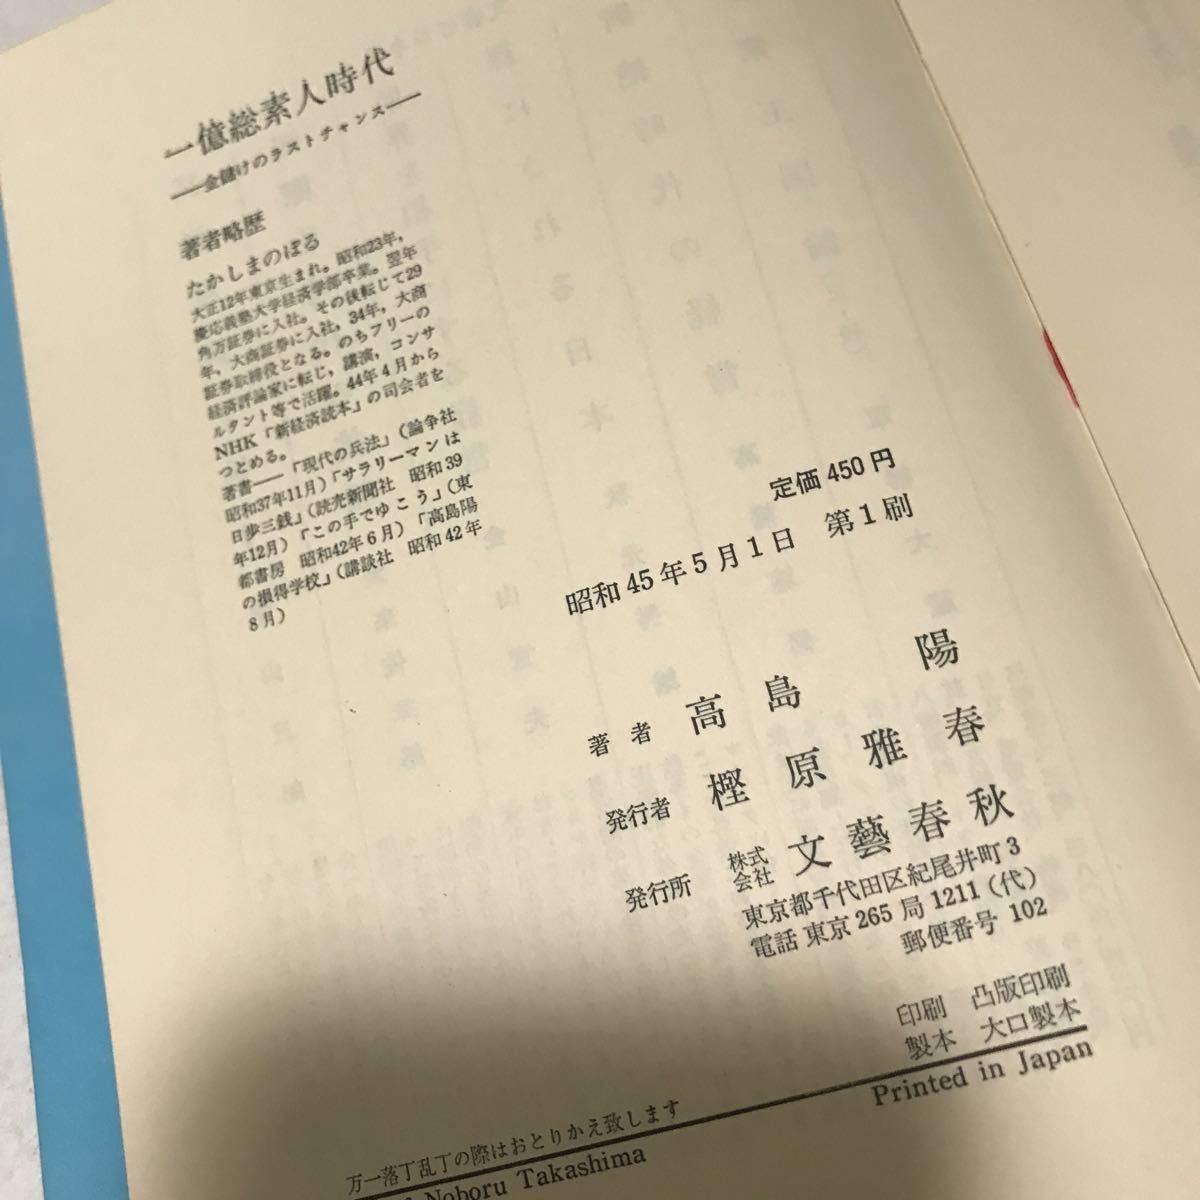 一億総素人時代
――金儲けのラストチャンス――
著者略歴
たかしまのぼる
大正12年東京生まれ。昭和23年,
慶応義塾大学経済学部卒業。翌年
角万証券に入社。その後転じて29
年,大商証券に入社,34年,大商
証券取締役となる。のちフリーの
経済評論家に転じ,講演,コンサ
ルタント等で活躍。44年4月から
NHK「新経済読本」の司会者を
つとめる。
著書――「現代の兵法」(論争社
昭和37年11月)「サラリーマンは
日歩三銭」(読売新聞社 昭和39
年12月)「この手でゆこう」(東
都書房 昭和42年6月)「高島陽
の損得学校」(講談社 昭和42年
8月)
定価450円
昭和45年5月1日 第1刷
著者 高島陽
発行者 樫原雅春
発行所 株式会社 文藝春秋
東京都千代田区紀尾井町3
電話 東京265局1211(代)
郵便番号 102
印刷 凸版印刷
製本 大口製本
Printed in Japan
万一落丁乱丁の際はおとりかえ致します
Noboru Takashima